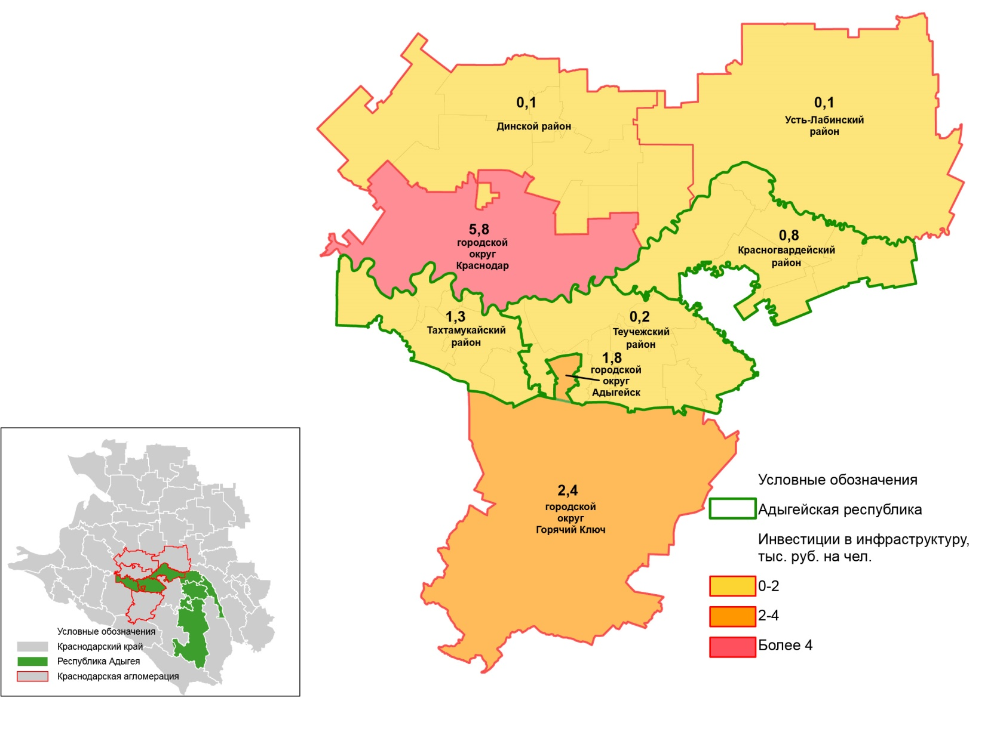 0,1
Динской район
0,1
Усть-Лабинский
район
5,8
городской
округ
Краснодар
0,8
Красногвардейский
район
1,3
Тахтамукайский
район
0,2
Теучежский
район
1,8
городской
округ
Адыгейск
2,4
городской
округ
Горячий Ключ
Условные обозначения
Адыгейская республика
Инвестиции в инфраструктуру,
тыс. руб. на чел.
0-2
2-4
Более 4
Условные обозначения
Краснодарский край
Республика Адыгея
Краснодарская агломерация